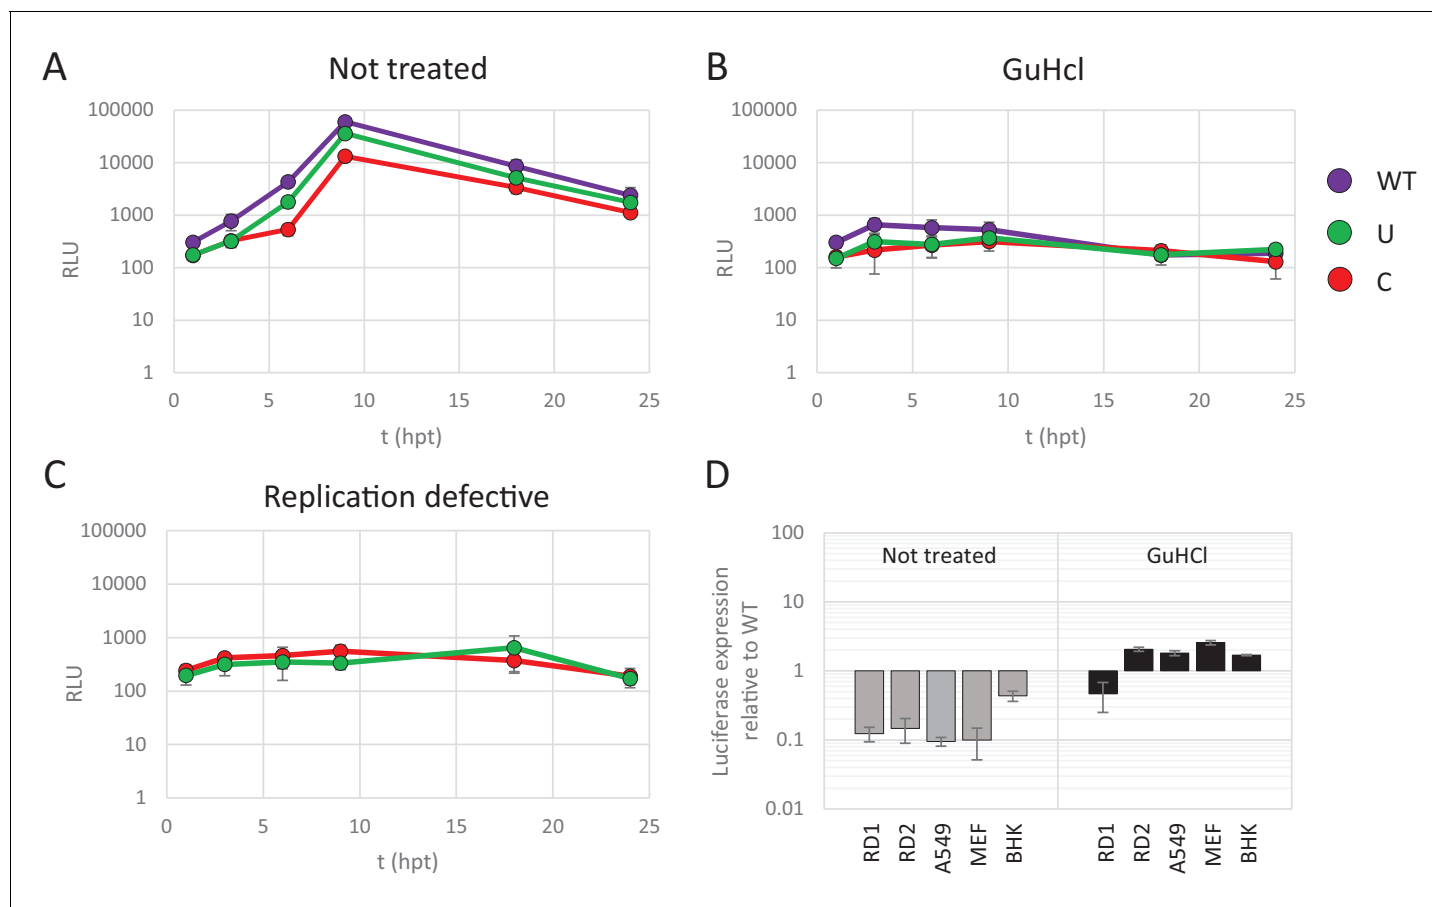 A
Not treated
100000
10000
1000
100
10
1
RLU
0 5 10 15 20 25
t (hpt)
B
GuHcl
100000
10000
1000
100
10
1
RLU
0 5 10 15 20 25
t (hpt)
WT
U
C
C
Replication defective
100000
10000
1000
100
10
1
RLU
0 5 10 15 20 25
t (hpt)
D
Luciferase expression
relative to WT
100
10
1
0.1
0.01
Not treated
GuHCl
RD1 RD2 A549 MEF BHK RD1 RD2 A549 MEF BHK